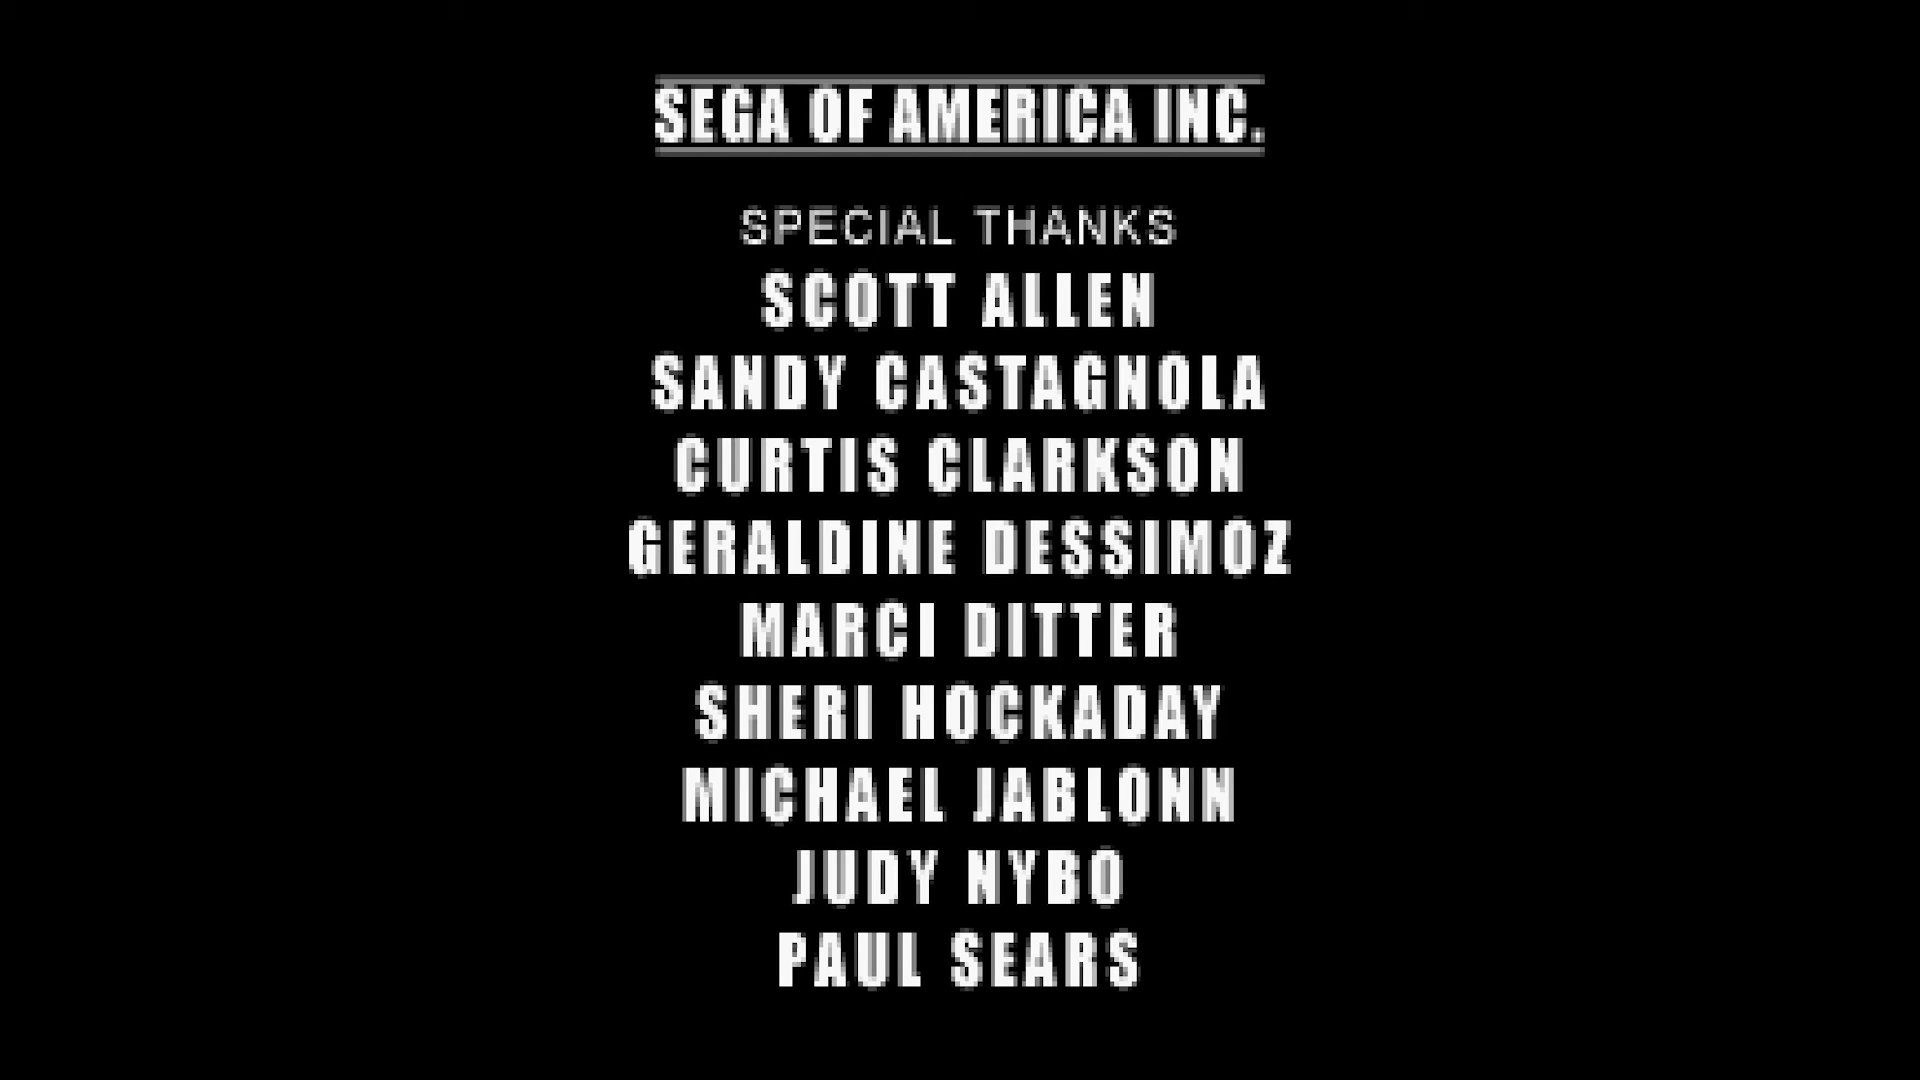 SEGA OF AMERICA INC.
SPECIAL THANKS
SCOTT ALLEN
SANDY CASTAGNOLA
CURTIS CLARKSON
GERALDINE DESSIMOZ
MARCI DITTER
SHERI HOCKADAY
MICHAEL JABLONN
JUDY NYBO
PAUL SEARS